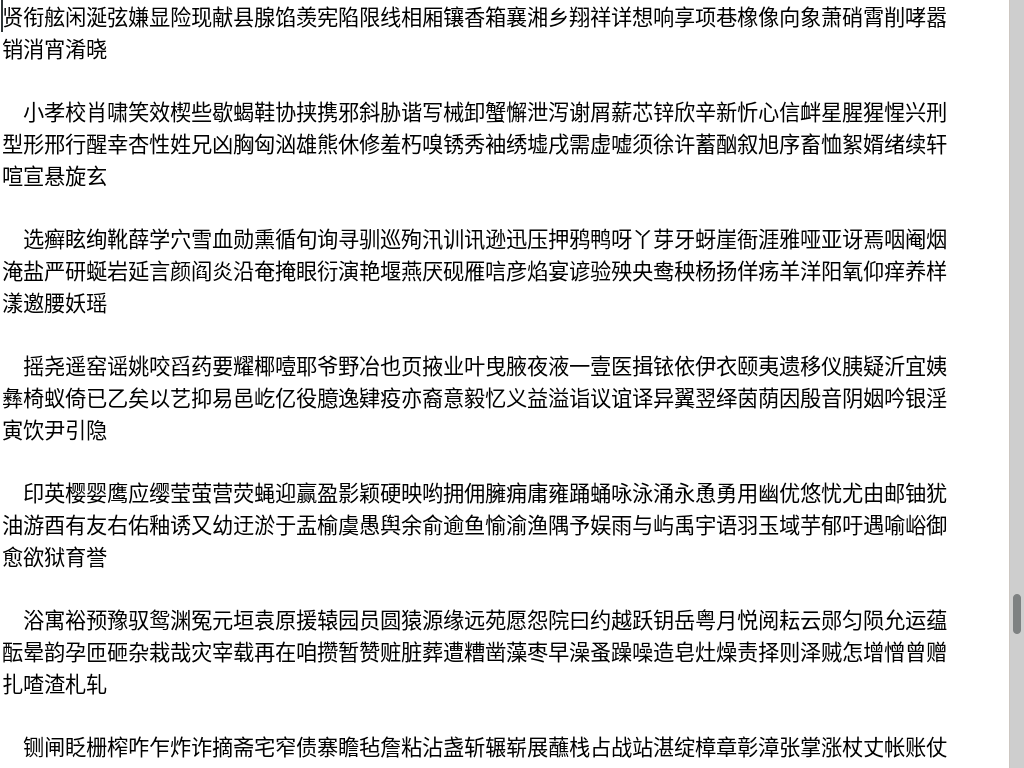 贤衔舷闲涎弦嫌显险现献县腺馅羡宪陷限线相厢镶香箱襄湘乡翔祥详想响享项巷橡像向象萧硝霄削哮嚣
销消宵淆晓
小孝校肖啸笑效楔些歇蝎鞋协挟携邪斜胁谐写械卸蟹懈泄泻谢屑薪芯锌欣辛新忻心信衅星腥猩惺兴刑
型形邢行醒幸杏性姓兄凶胸匈汹雄熊休修羞朽嗅锈秀袖绣墟戌需虚嘘须徐许蓄酗叙旭序畜恤絮婿绪续轩
喧宣悬旋玄
选癣眩绚靴薛学穴雪血勋熏循旬询寻驯巡殉汛训讯逊迅压押鸦鸭呀丫芽牙蚜崖衙涯雅哑亚讶焉咽阉烟
淹盐严研蜒岩延言颜阎炎沿奄掩眼衍演艳堰燕厌砚雁唁彦焰宴谚验殃央鸯秧杨扬佯疡羊洋阳氧仰痒养样
漾邀腰妖瑶
摇尧遥窑谣姚咬舀药要耀椰噎耶爷野冶也页掖业叶曳腋夜液一壹医揖铱依伊衣颐夷遗移仪胰疑沂宜姨
彝椅蚁倚已乙矣以艺抑易邑屹亿役臆逸肄疫亦裔意毅忆义益溢诣议谊译异翼翌绎茵荫因殷音阴姻吟银淫
寅饮尹引隐
印英樱婴鹰应缨莹萤营荧蝇迎赢盈影颖硬映哟拥佣臃痈庸雍踊蛹咏泳涌永恿勇用幽优悠忧尤由邮铀犹
油游酉有友右佑釉诱又幼迂淤于盂榆虞愚舆余俞逾鱼愉渝渔隅予娱雨与屿禹宇语羽玉域芋郁吁遇喻峪御
愈欲狱育誉
浴寓裕预豫驭鸳渊冤元垣袁原援辕园员圆猿源缘远苑愿怨院曰约越跃钥岳粤月悦阅耘云郧匀陨允运蕴
酝晕韵孕匝砸杂栽哉灾宰载再在咱攒暂赞赃脏葬遭糟凿藻枣早澡蚤躁噪造皂灶燥责择则泽贼怎增憎曾赠
扎喳渣札轧
铡闸眨栅榨咋乍炸诈摘斋宅窄债寨瞻毡詹粘沾盏斩辗崭展蘸栈占战站湛绽樟章彰漳张掌涨杖丈帐账仗